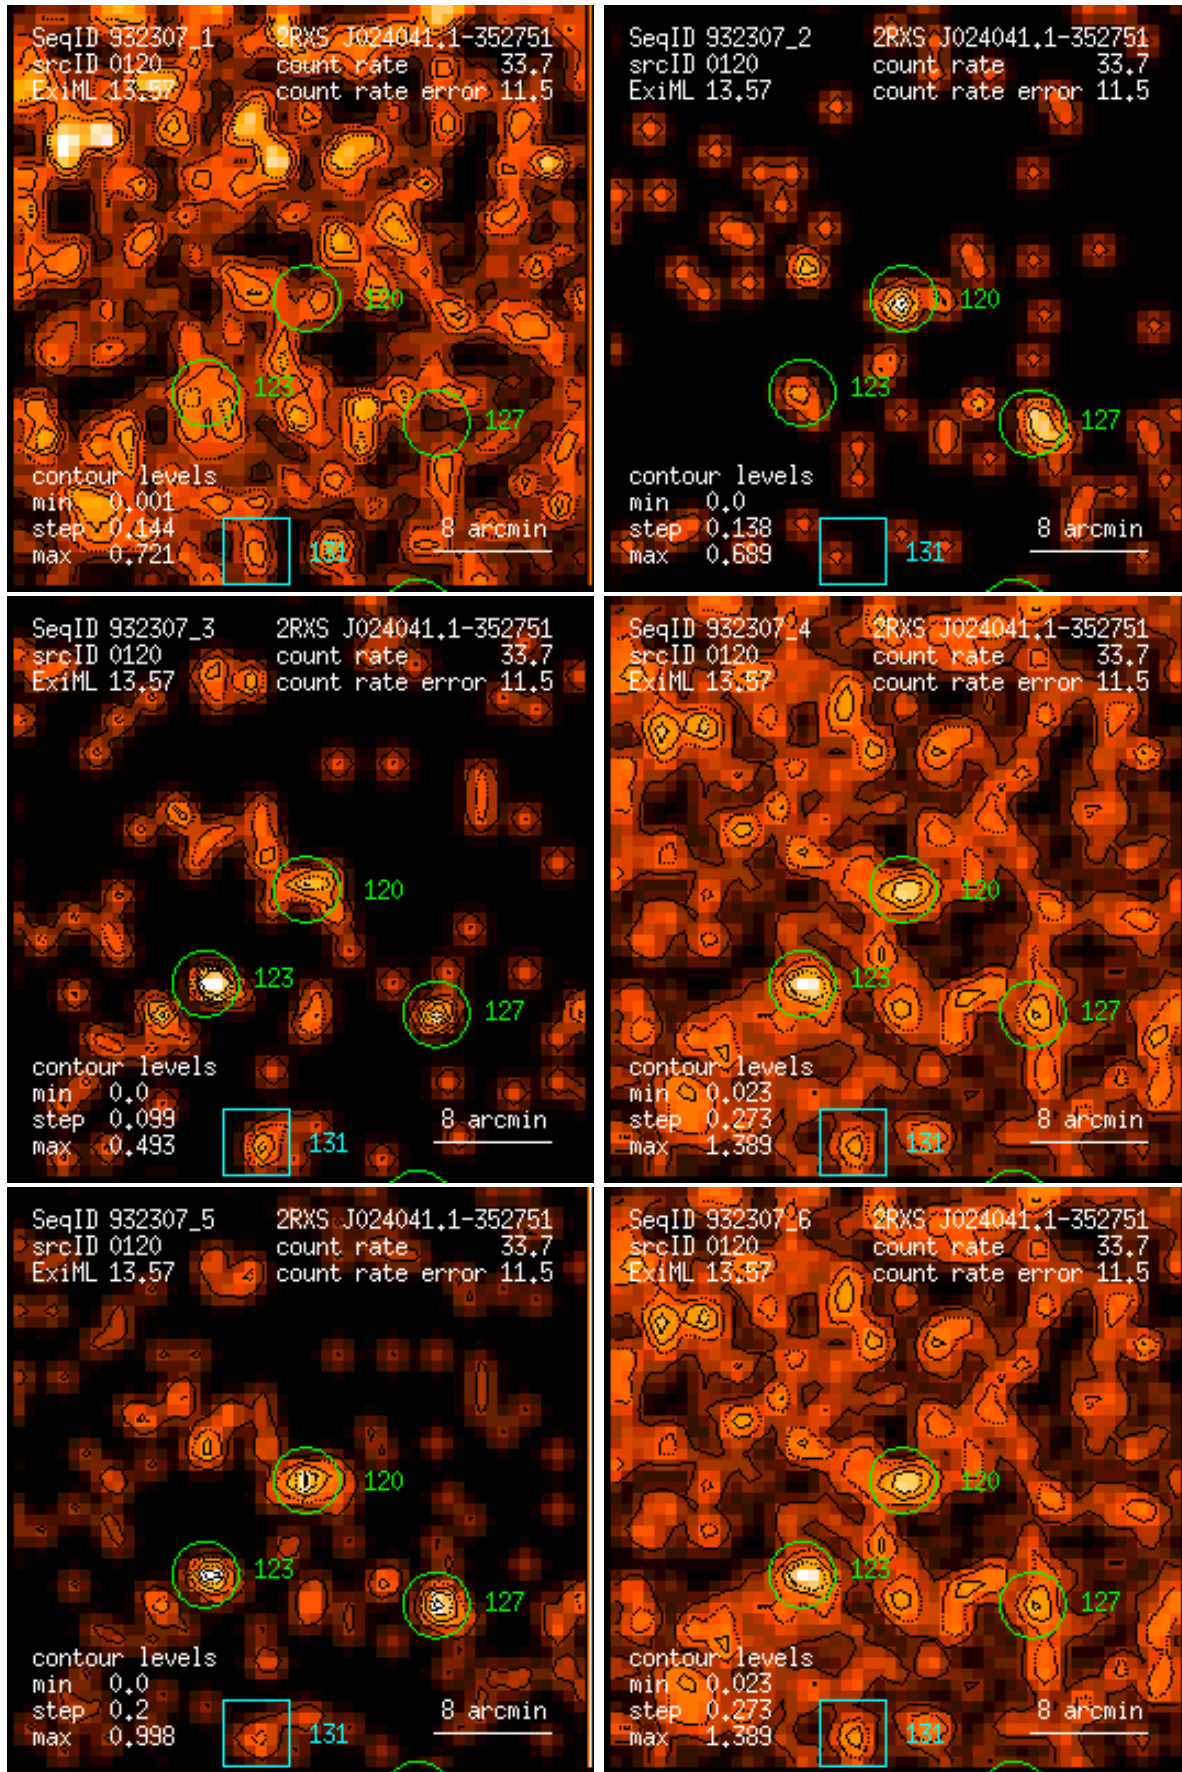 SeqID 932307_1 2RXS J024041.1-352751
srcID 0120 count rate 33.7
ExiML 13.57 count rate error 11.5
120
123
127
contour levels
min 0.001
step 0.144 8 arcmin
max 0.721 131
SeqID 932307_2 2RXS J024041.1-352751
srcID 0120 count rate 33.7
ExiML 13.57 count rate error 11.5
120
123
127
contour levels
min 0.0
step 0.138 8 arcmin
max 0.689 131
SeqID 932307_3 2RXS J024041.1-352751
srcID 0120 count rate 33.7
ExiML 13.57 count rate error 11.5
120
123
127
contour levels
min 0.0
step 0.099 8 arcmin
max 0.493 131
SeqID 932307_4 2RXS J024041.1-352751
srcID 0120 count rate 33.7
ExiML 13.57 count rate error 11.5
120
123
127
contour levels
min 0.023
step 0.273 8 arcmin
max 1.389 131
SeqID 932307_5 2RXS J024041.1-352751
srcID 0120 count rate 33.7
ExiML 13.57 count rate error 11.5
120
123
127
contour levels
min 0.0
step 0.2 8 arcmin
max 0.998 131
SeqID 932307_6 2RXS J024041.1-352751
srcID 0120 count rate 33.7
ExiML 13.57 count rate error 11.5
120
123
127
contour levels
min 0.023
step 0.273 8 arcmin
max 1.389 131